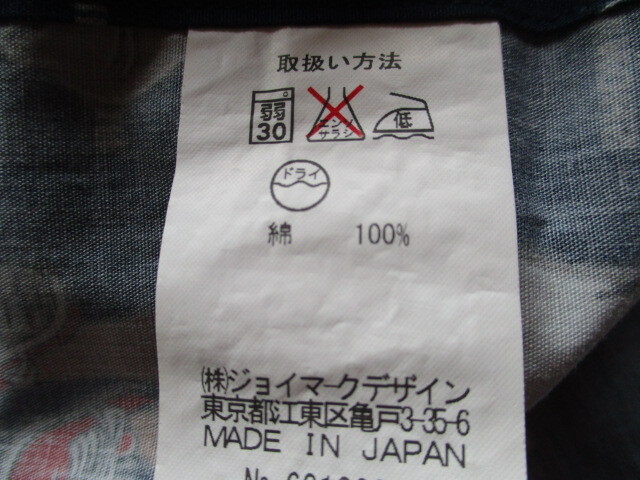 取扱い方法
弱 エンソ 低
30 サラシ
ドライ
綿 100%
㈱ジョイマークデザイン
東京都江東区亀戸3-35-6
MADE IN JAPAN